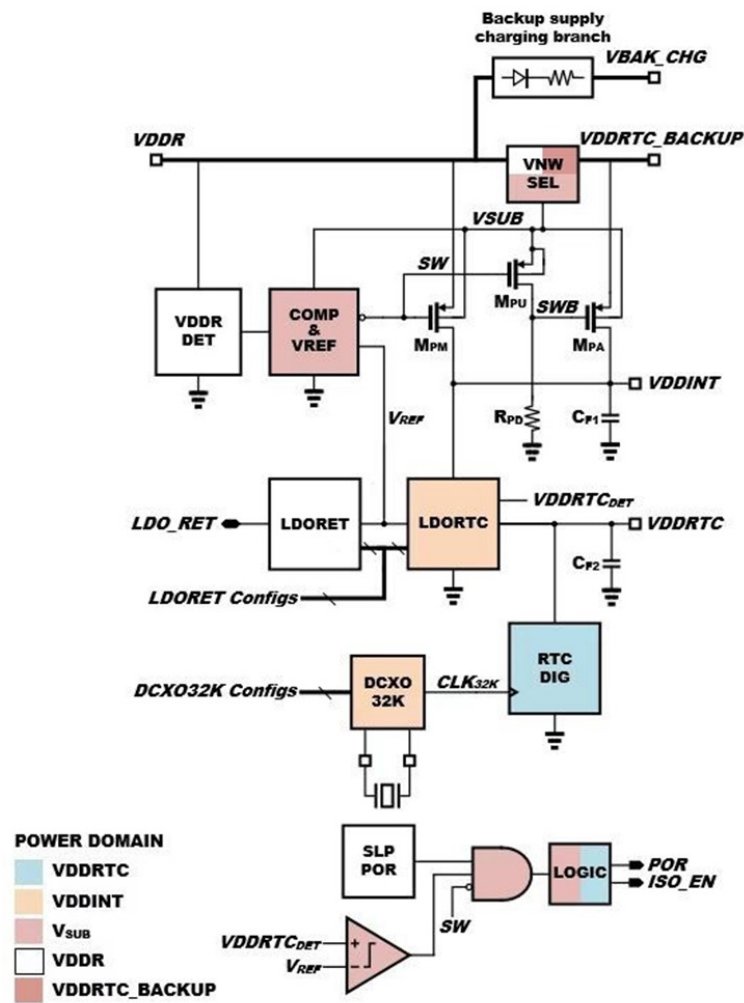 Backup supply
charging branch
VBAK_CHG
VDDR
VDDRTC_BACKUP
VNW
SEL
VSUB
SW
MPU
SWB
VDDR
DET
COMP
&
VREF
MPM
MPA
VDDINT
VREF
RPD
CF1
LDO_RET
LDORET
LDORTC
VDDRTCDET
VDDRTC
CF2
LDORET Configs
RTC
DIG
DCXO32K Configs
DCXO
32K
CLK32K
POWER DOMAIN
VDDRTC
VDDINT
VSUB
VDDR
VDDRTC_BACKUP
SLP
POR
LOGIC
POR
ISO_EN
SW
VDDRTCDET
+
VREF
–